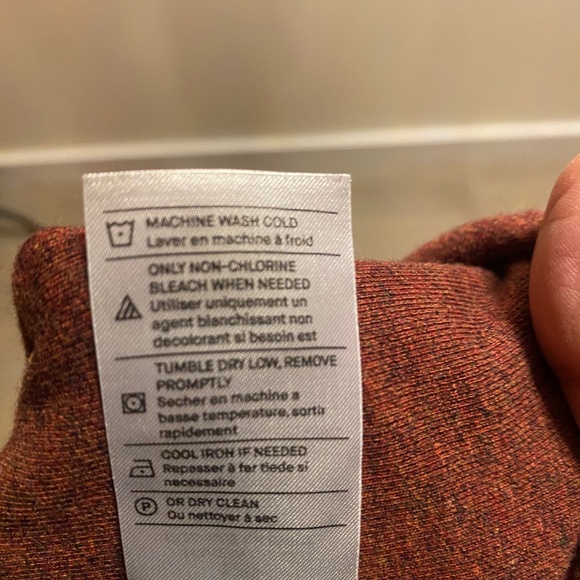 MACHINE WASH COLD
Laver en machine à froid
ONLY NON-CHLORINE
BLEACH WHEN NEEDED
Utiliser uniquement un
agent blanchissant non
decolorant si besoin est
TUMBLE DRY LOW, REMOVE
PROMPTLY
Secher en machine a
basse temperature, sortir
rapidement
COOL IRON IF NEEDED
Repasser à fer tiede si
necessaire
P OR DRY CLEAN
Ou nettoyer à sec